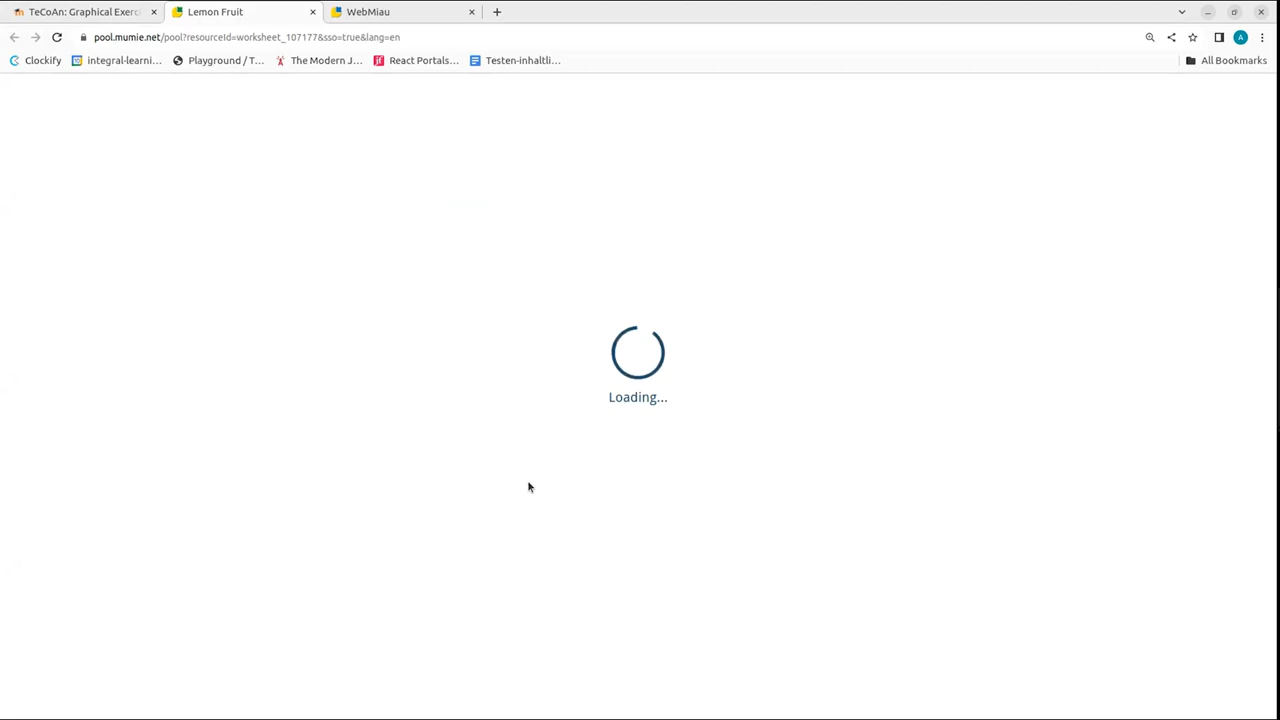 TeCoAn: Graphical Exerci
Lemon Fruit
WebMiau
pool.mumie.net/pool?resourceId=worksheet_107177&sso=true&lang=en
A
Clockify
integral-learni...
Playground / T...
The Modern J...
React Portals...
Testen-inhaltli...
All Bookmarks
Loading...